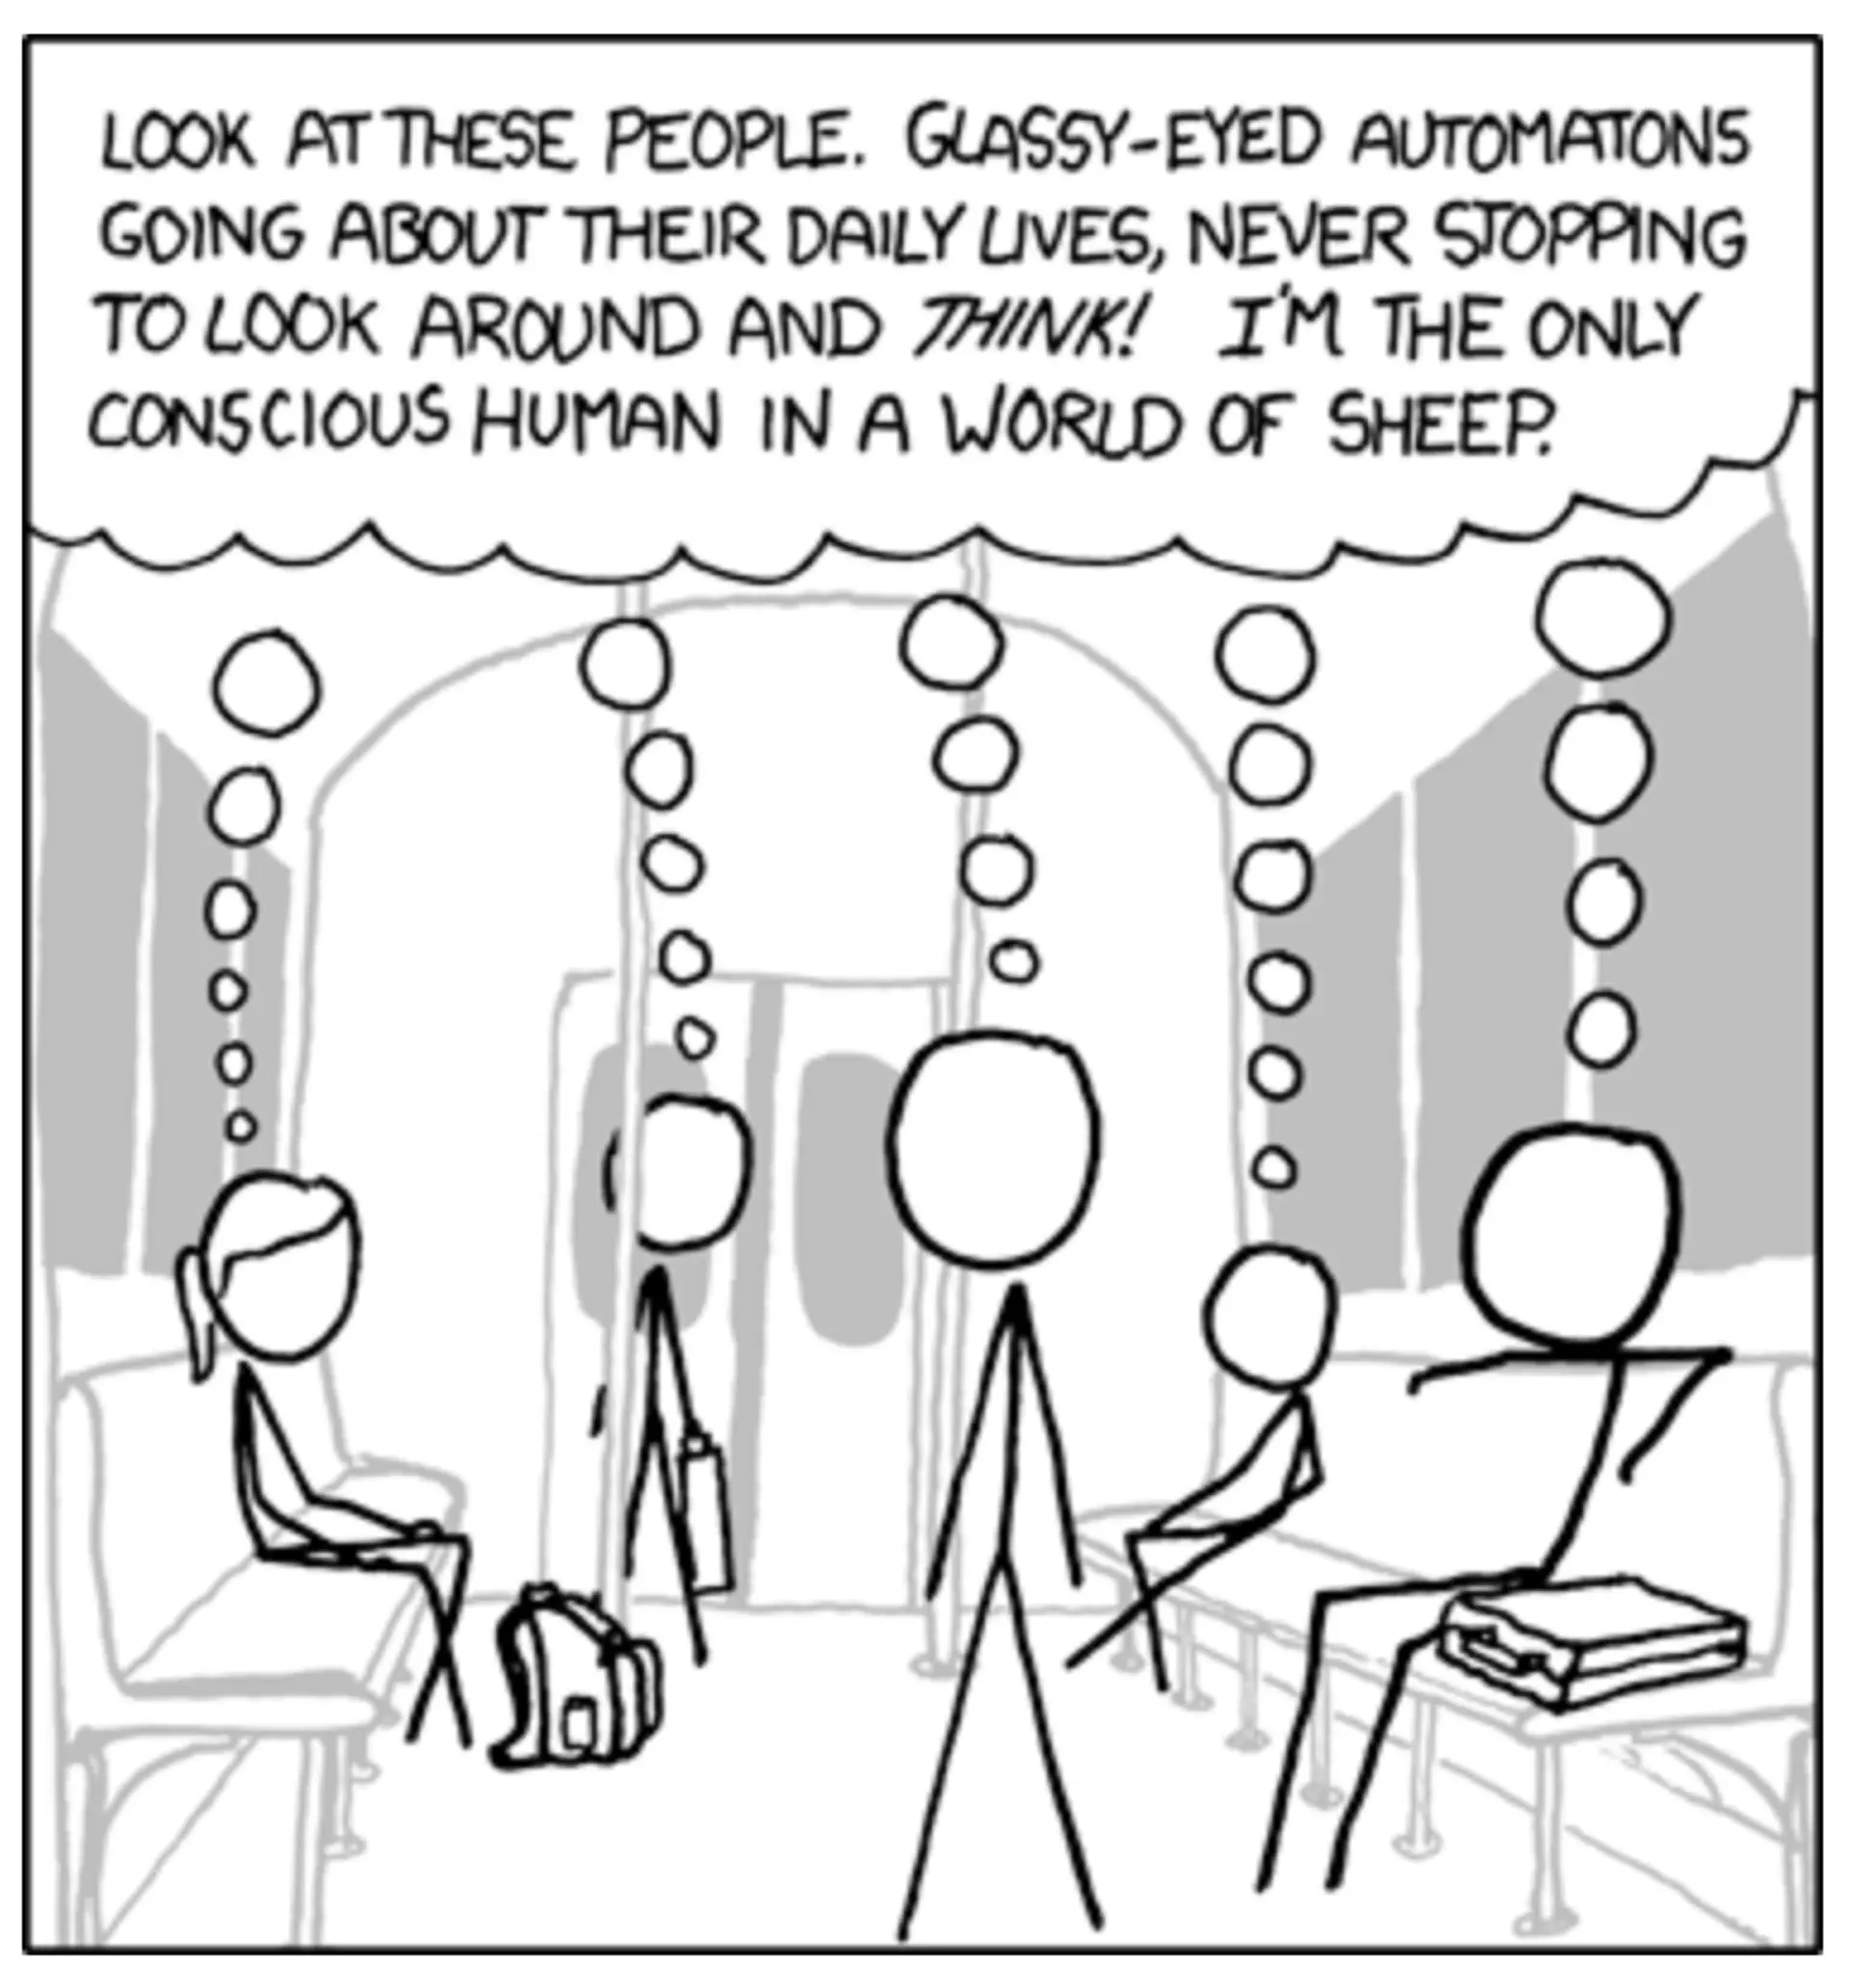 LOOK AT THESE PEOPLE. GLASSY-EYED AUTOMATONS
GOING ABOUT THEIR DAILY LIVES, NEVER STOPPING
TO LOOK AROUND AND THINK! I'M THE ONLY
CONSCIOUS HUMAN IN A WORLD OF SHEEP.